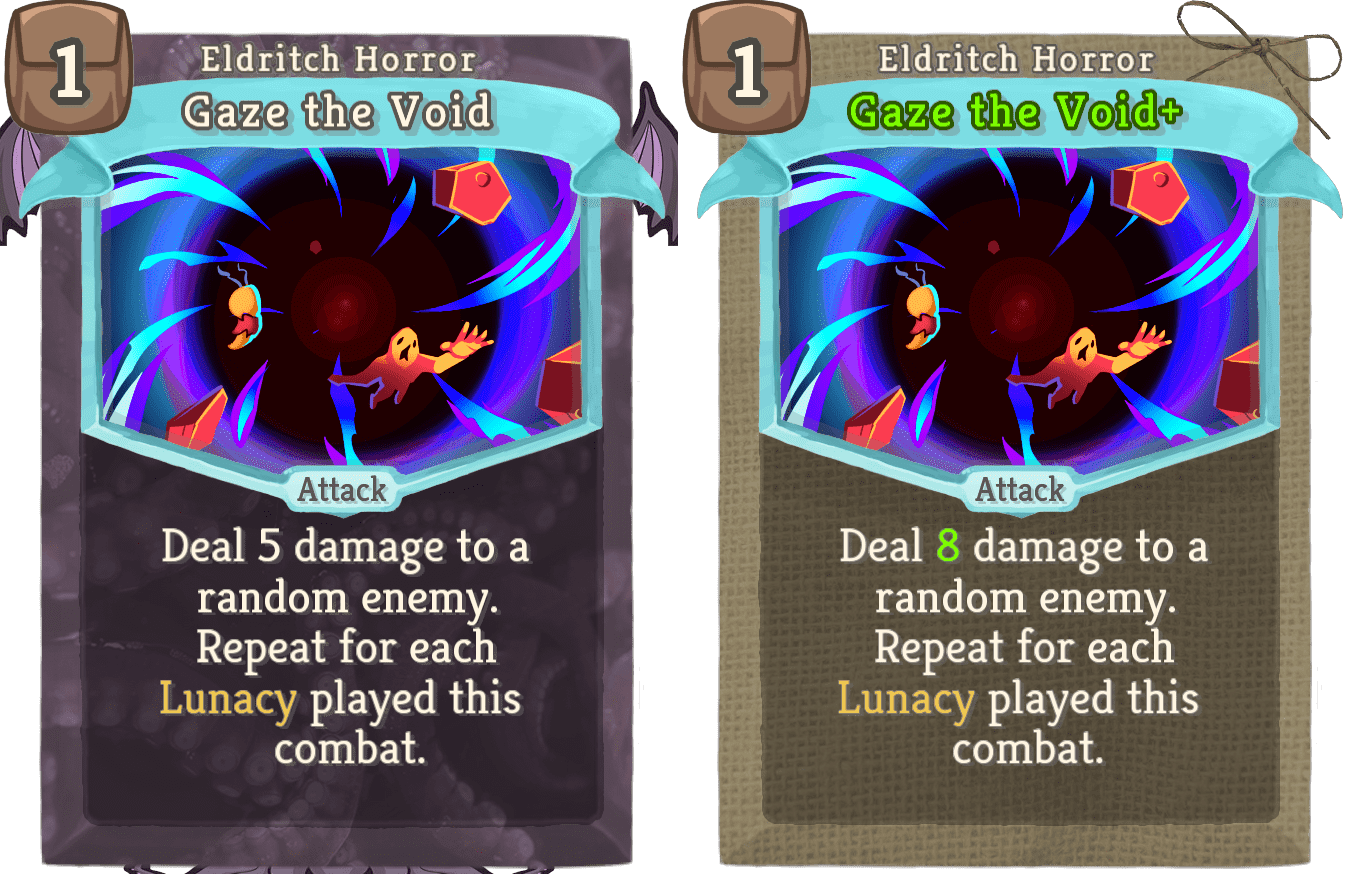 1
Eldritch Horror
Gaze the Void
Attack
Deal 5 damage to a
random enemy.
Repeat for each
Lunacy played this
combat.
1
Eldritch Horror
Gaze the Void+
Attack
Deal 8 damage to a
random enemy.
Repeat for each
Lunacy played this
combat.